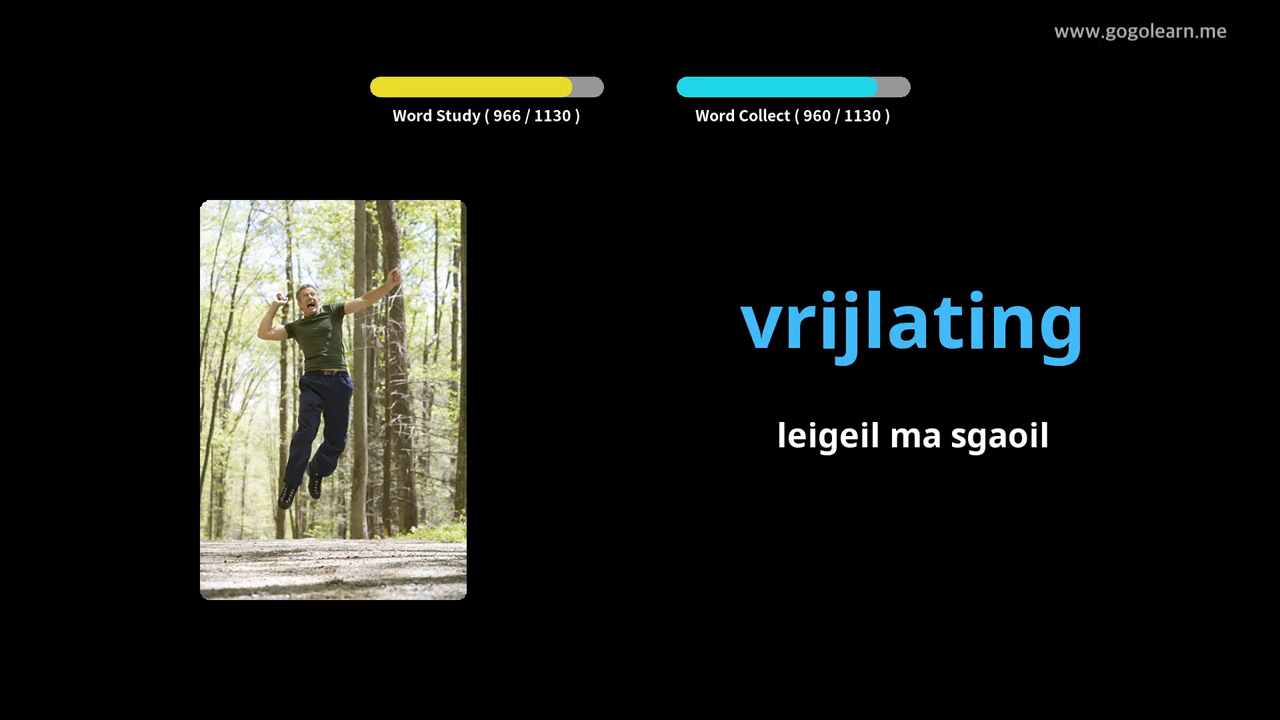 www.gogolearn.me
Word Study ( 966 / 1130 )
Word Collect ( 960 / 1130 )
vrijlating
leigeil ma sgaoil